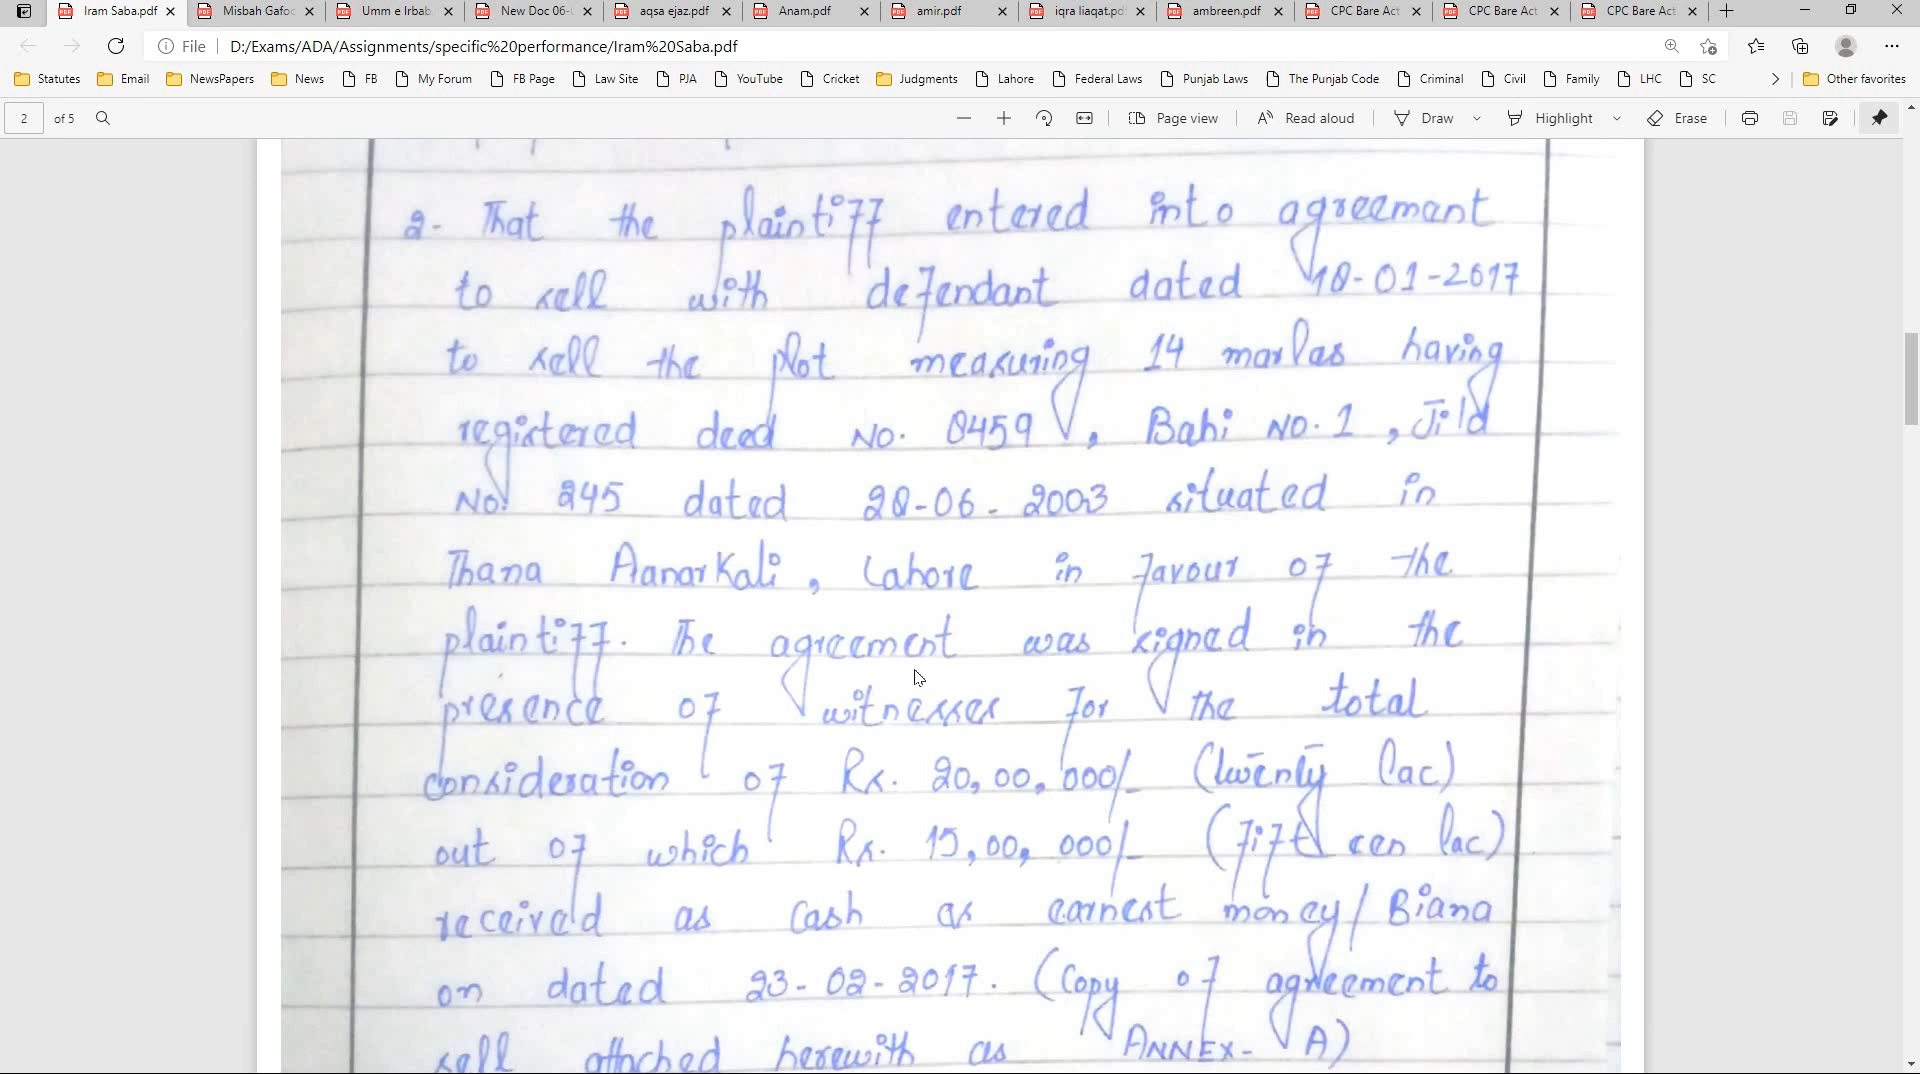 Iram Saba.pdf
Misbah Gafoo
Umm e Irbab.
New Doc 06-
aqsa ejaz.pdf
Anam.pdf
amir.pdf
iqra liaqat.pdf
ambreen.pdf
CPC Bare Act
CPC Bare Act
CPC Bare Act
File D:/Exams/ADA/Assignments/specific%20performance/Iram%20Saba.pdf
Statutes Email NewsPapers News FB My Forum FB Page Law Site PJA YouTube Cricket Judgments Lahore Federal Laws Punjab Laws The Punjab Code Criminal Civil Family LHC SC Other favorites
2 of 5 Page view Read aloud Draw Highlight Erase
2- That the plaintiff entered into agreemant
to sell with defendant dated 18-01-2017
to sell the plot measuring 14 marlas having
registered deed No. 8459, Bahi No. 1, Jild
No. 245 dated 28-06-2003 situated in
Thana AanarKali, Lahore in favour of the
plaintiff. The agreement was signed in the
presence of witnesses for the total
consideration of Rs. 20,00,000/- (twenty lac)
out of which Rs. 15,00,000/- lac)
received as cash as earnest money/Biana
on dated 23-02-2017. (Copy of agreement to
sell attached herewith as ANNEX-A)